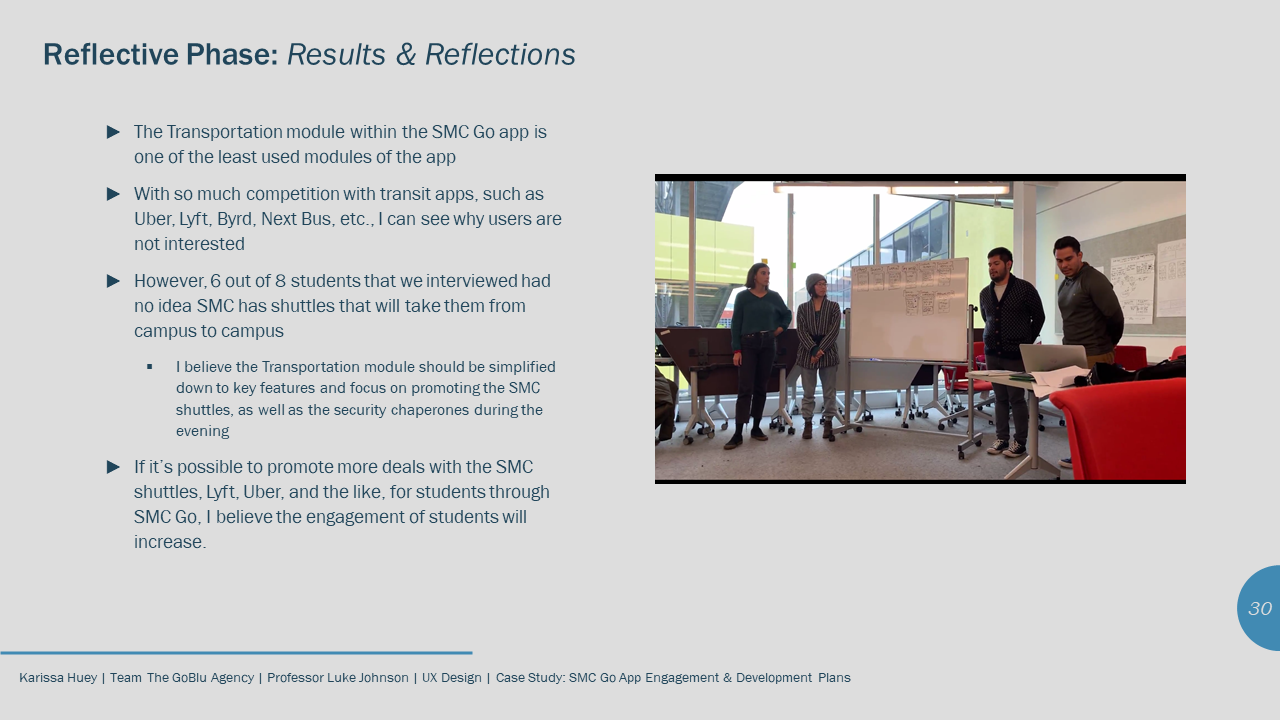 Reflective Phase: Results & Reflections
The Transportation module within the SMC Go app is
one of the least used modules of the app
With so much competition with transit apps, such as
Uber, Lyft, Byrd, Next Bus, etc., I can see why users are
not interested
However, 6 out of 8 students that we interviewed had
no idea SMC has shuttles that will take them from
campus to campus
I believe the Transportation module should be simplified
down to key features and focus on promoting the SMC
shuttles, as well as the security chaperones during the
evening
If it’s possible to promote more deals with the SMC
shuttles, Lyft, Uber, and the like, for students through
SMC Go, I believe the engagement of students will
increase.
30
Karissa Huey | Team The GoBlu Agency | Professor Luke Johnson | UX Design | Case Study: SMC Go App Engagement & Development Plans